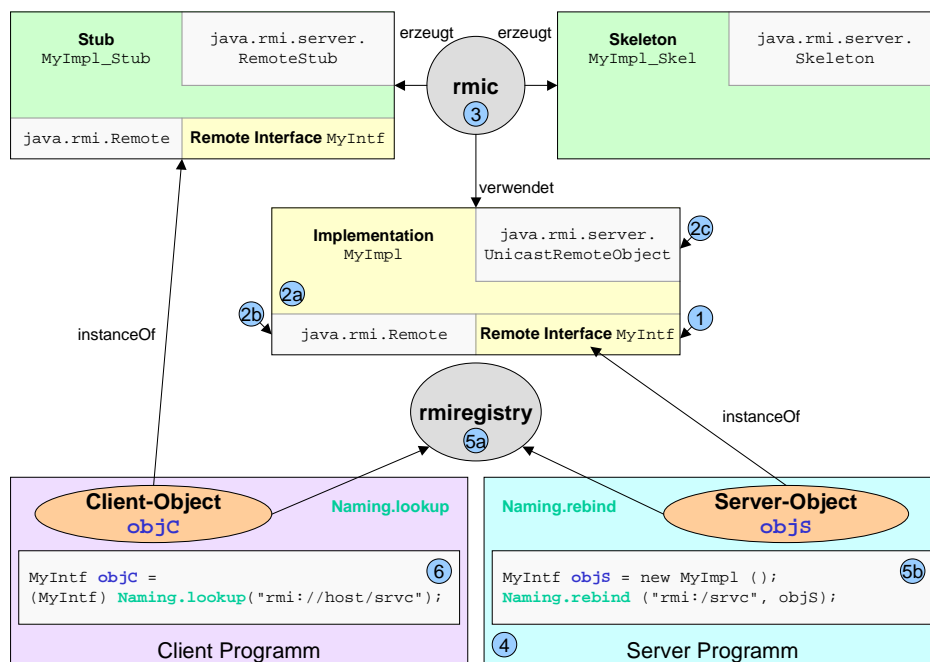 Stub
MyImpl_Stub
java.rmi.server.
RemoteStub
erzeugt
erzeugt
Skeleton
MyImpl_Skel
java.rmi.server.
Skeleton
rmic
3
java.rmi.Remote
Remote Interface MyIntf
verwendet
Implementation
MyImpl
java.rmi.server.
UnicastRemoteObject
2c
2a
2b
java.rmi.Remote
Remote Interface MyIntf
1
instanceOf
rmiregistry
5a
instanceOf
Client-Object
objC
Naming.lookup
Naming.rebind
Server-Object
objS
MyIntf objC =
(MyIntf) Naming.lookup("rmi://host/srvc");
6
MyIntf objS = new MyImpl ();
Naming.rebind ("rmi:/srvc", objS);
5b
Client Programm
4
Server Programm